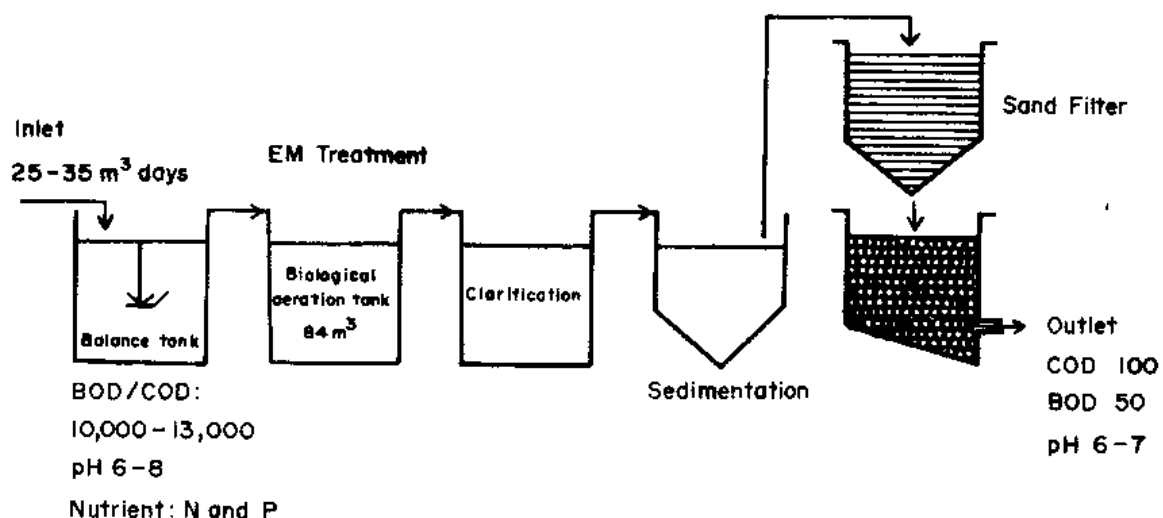 Inlet
25-35 m³ days
EM Treatment
Sand Filter
Balance tank
Biological
aeration tank
84 m³
Clarification
Sedimentation
BOD/COD:
10,000-13,000
pH 6-8
Nutrient: N and P
Outlet
COD 100
BOD 50
pH 6-7